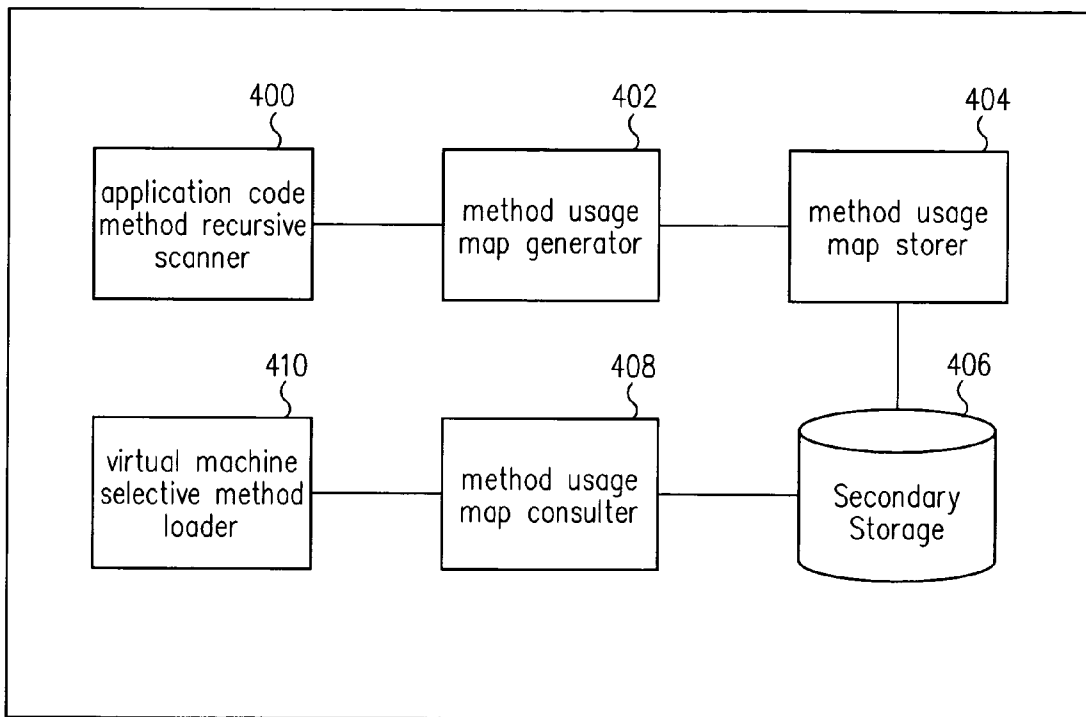 400
application code
method recursive
scanner
402
method usage
map generator
404
method usage
map storer
410
virtual machine
selective method
loader
408
method usage
map consulter
406
Secondary
Storage